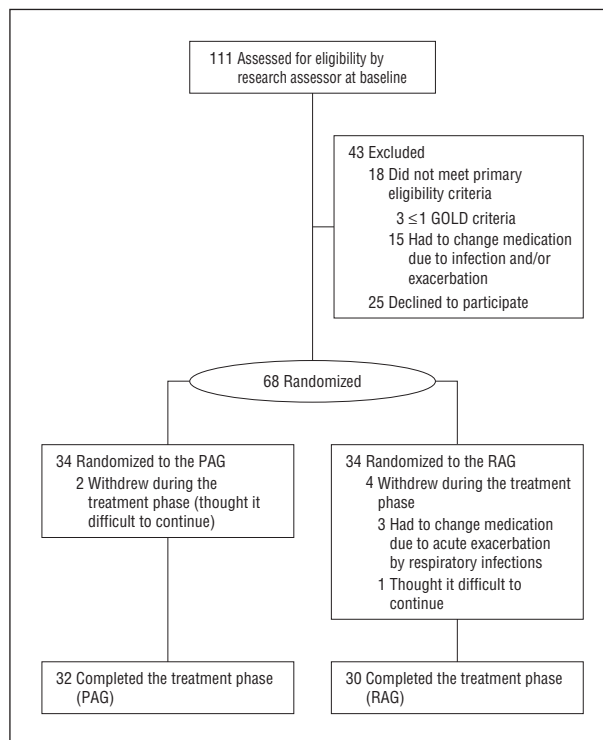 111 Assessed for eligibility by
research assessor at baseline
43 Excluded
18 Did not meet primary
eligibility criteria
3 ≤1 GOLD criteria
15 Had to change medication
due to infection and/or
exacerbation
25 Declined to participate
68 Randomized
34 Randomized to the PAG
2 Withdrew during the
treatment phase (thought it
difficult to continue)
34 Randomized to the RAG
4 Withdrew during the treatment
phase
3 Had to change medication
due to acute exacerbation
by respiratory infections
1 Thought it difficult to
continue
32 Completed the treatment phase
(PAG)
30 Completed the treatment phase
(RAG)